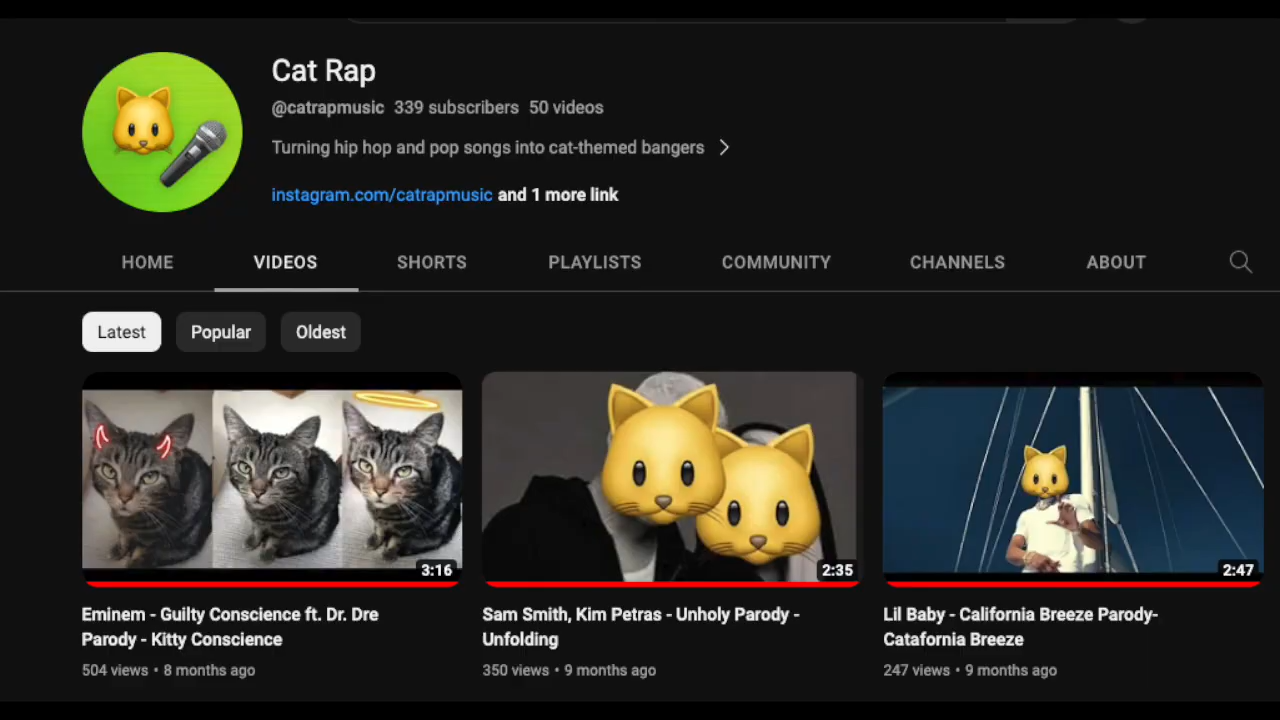 Cat Rap
@catrapmusic 339 subscribers 50 videos
Turning hip hop and pop songs into cat-themed bangers
instagram.com/catrapmusic and 1 more link
HOME VIDEOS SHORTS PLAYLISTS COMMUNITY CHANNELS ABOUT
Latest Popular Oldest
3:16 2:35 2:47
Eminem - Guilty Conscience ft. Dr. Dre
Parody - Kitty Conscience
504 views • 8 months ago
Sam Smith, Kim Petras - Unholy Parody -
Unfolding
350 views • 9 months ago
Lil Baby - California Breeze Parody-
Catafornia Breeze
247 views • 9 months ago